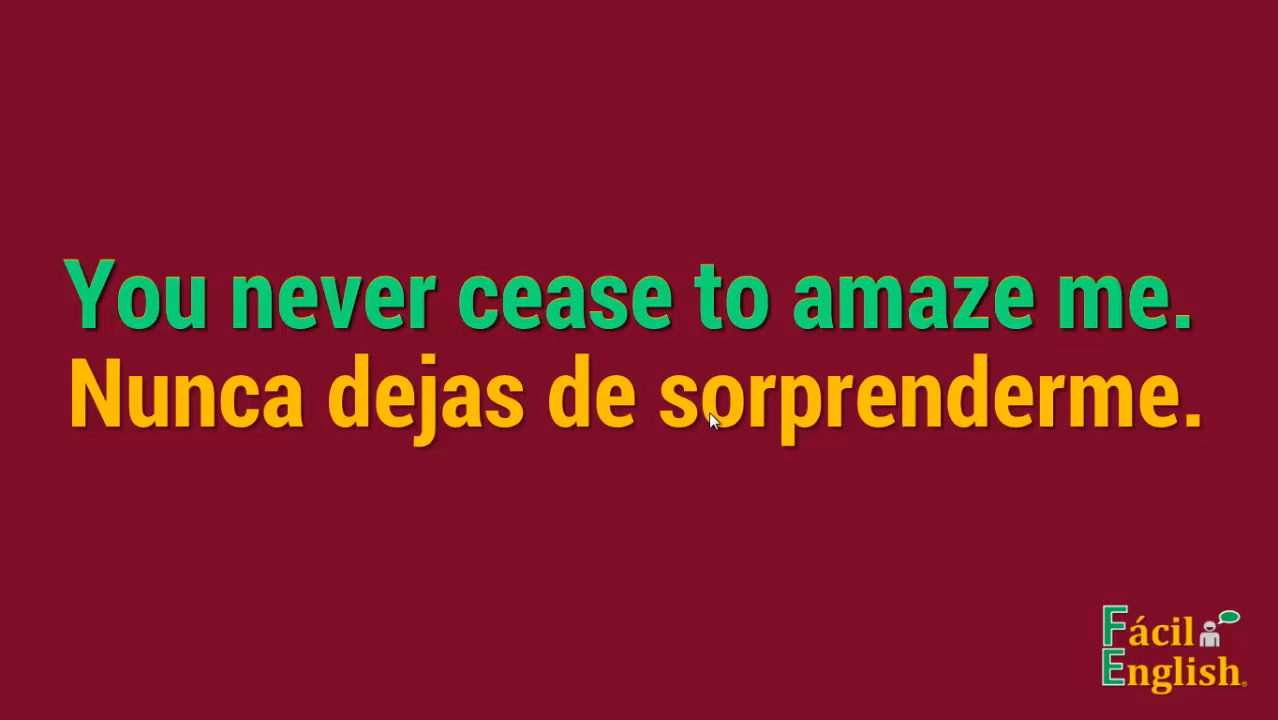 You never cease to amaze me.
Nunca dejas de sorprenderme.
Fácil
English®